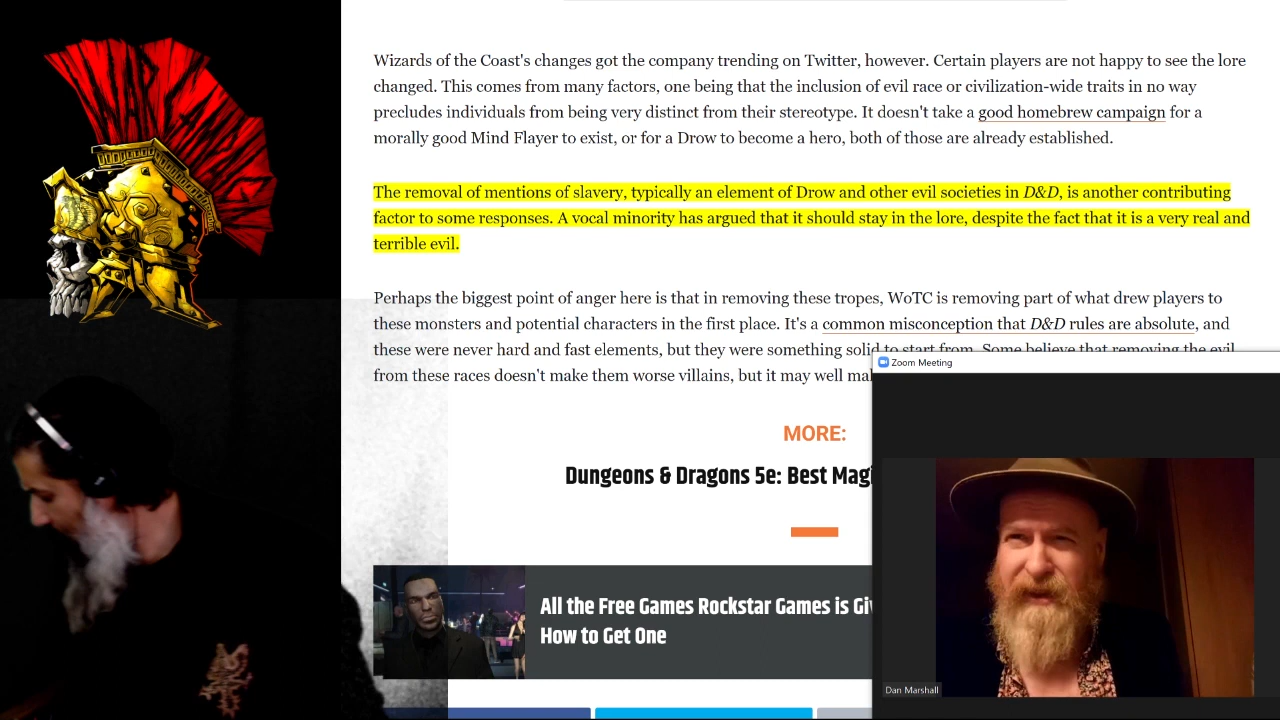 Wizards of the Coast's changes got the company trending on Twitter, however. Certain players are not happy to see the lore
changed. This comes from many factors, one being that the inclusion of evil race or civilization-wide traits in no way
precludes individuals from being very distinct from their stereotype. It doesn't take a good homebrew campaign for a
morally good Mind Flayer to exist, or for a Drow to become a hero, both of those are already established.
The removal of mentions of slavery, typically an element of Drow and other evil societies in D&D, is another contributing
factor to some responses. A vocal minority has argued that it should stay in the lore, despite the fact that it is a very real and
terrible evil.
Perhaps the biggest point of anger here is that in removing these tropes, WoTC is removing part of what drew players to
these monsters and potential characters in the first place. It's a common misconception that D&D rules are absolute, and
these were never hard and fast elements, but they were something solid to start from. Some believe that removing the evil
from these races doesn't make them worse villains, but it may well
Zoom Meeting
MORE:
Dungeons & Dragons 5e: Best
All the Free Games Rockstar Games is
How to Get One
Dan Marshall